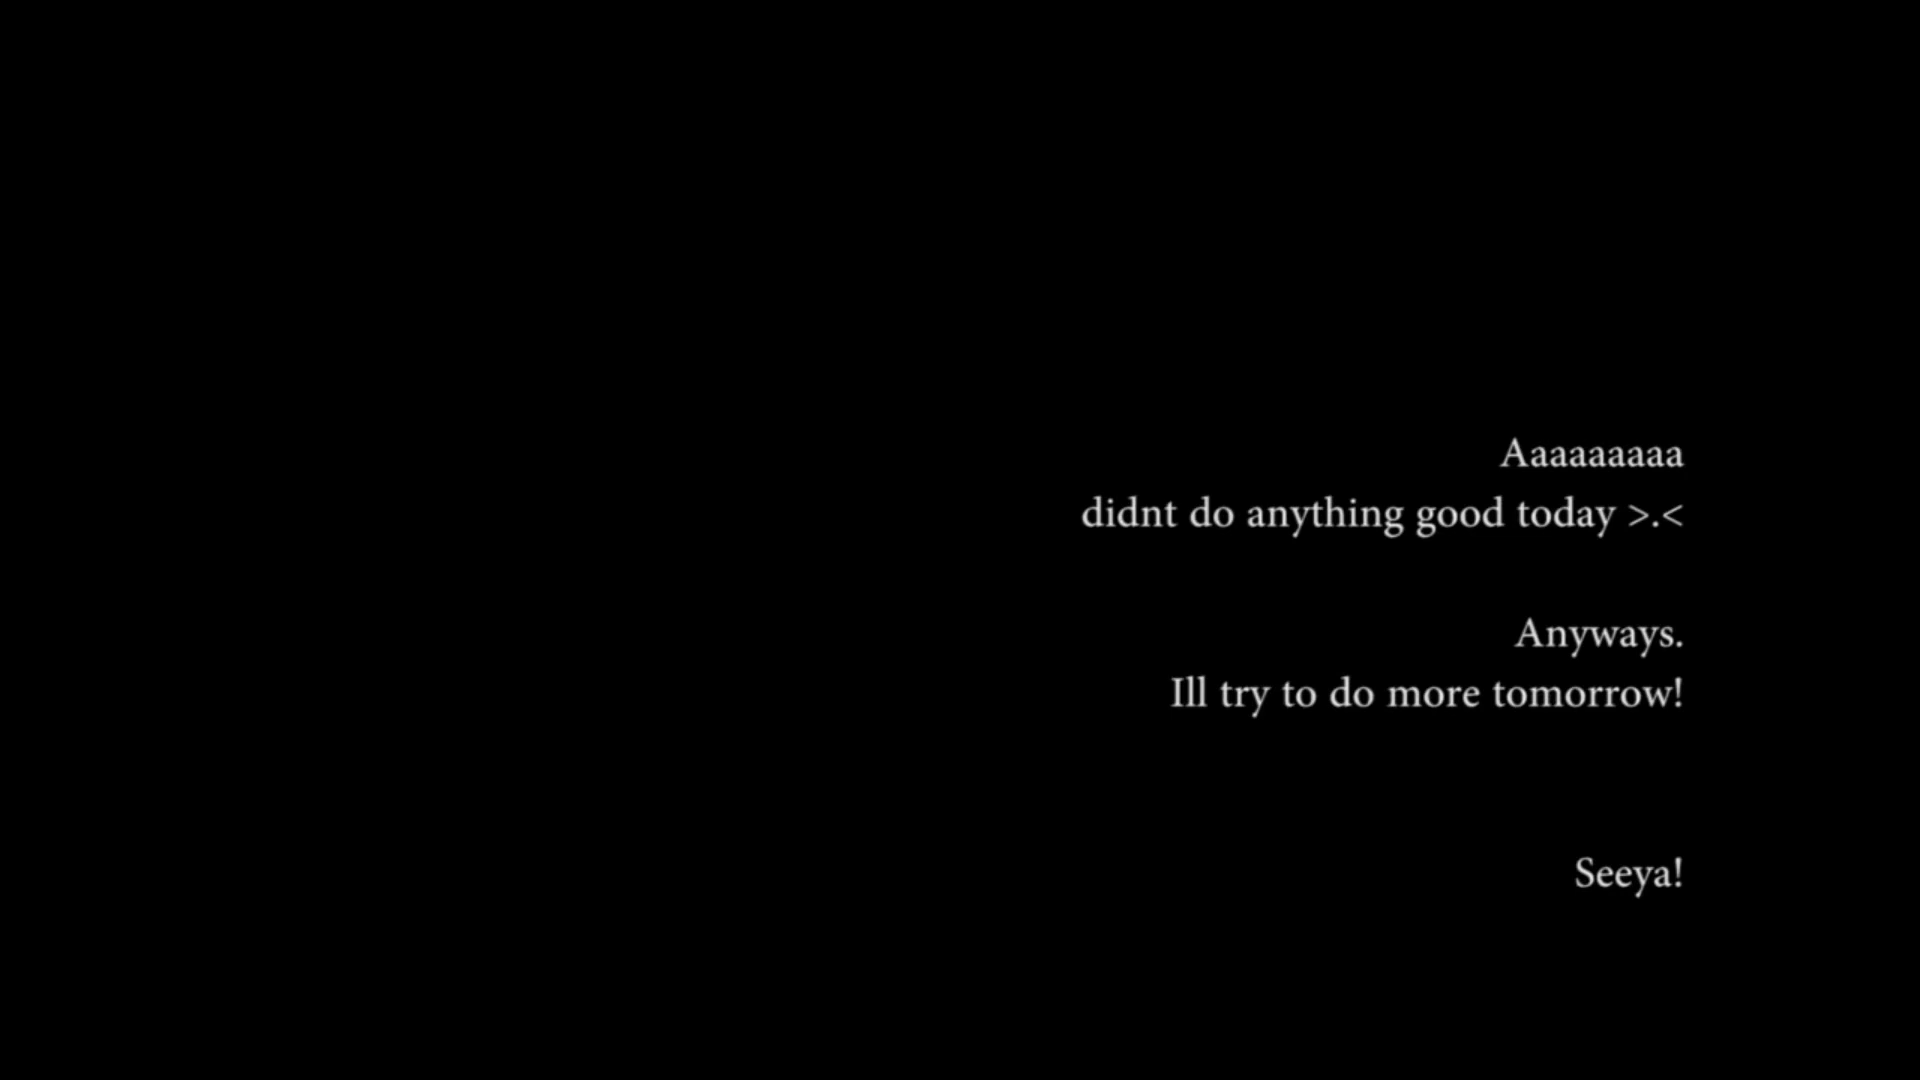 Aaaaaaaaa
didnt do anything good today >.<
Anyways.
Ill try to do more tomorrow!
Seeya!